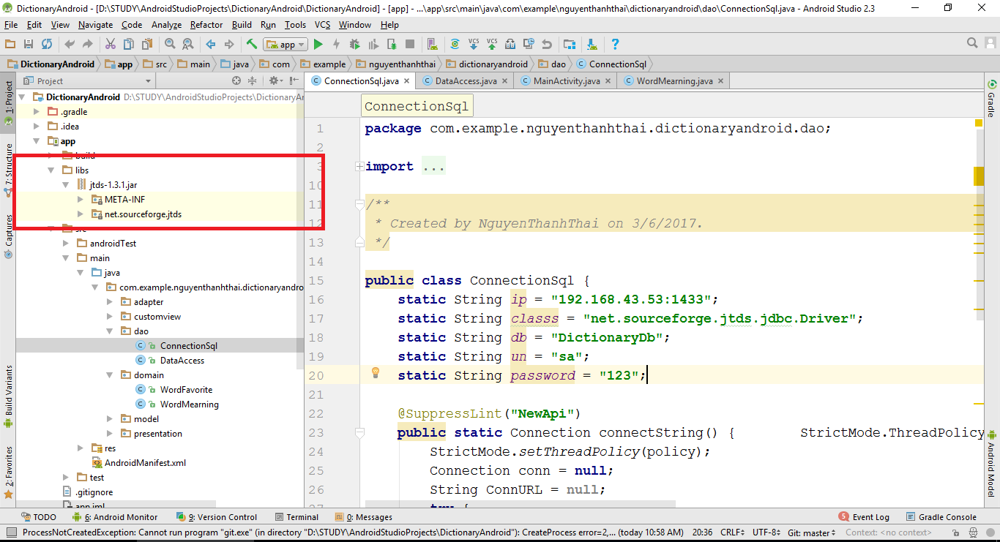 DictionaryAndroid - [D:\STUDY\AndroidStudioProjects\DictionaryAndroid\DictionaryAndroid] - [app] - ...\app\src\main\java\com\example\nguyenthanhthai\dictionaryandroid\dao\ConnectionSql.java - Android Studio 2.3
File Edit View Navigate Code Analyze Refactor Build Run Tools VCS Window Help
app VCS VCS
DictionaryAndroid app src main java com example nguyenthanhthai dictionaryandroid dao ConnectionSql
Project ConnectionSql.java DataAccess.java MainActivity.java WordMearning.java
1: Project
7: Structure
Captures
Build Variants
2: Favorites
DictionaryAndroid D:\STUDY\AndroidStudioProjects\DictionaryAn
.gradle
.idea
app
build
libs
jtds-1.3.1.jar
META-INF
net.sourceforge.jtds
src
androidTest
main
java
com.example.nguyenthanhthai.dictionaryandro
adapter
customview
dao
ConnectionSql
DataAccess
domain
WordFavorite
WordMearning
model
presentation
res
AndroidManifest.xml
test
.gitignore
app.iml
ConnectionSql
1 package com.example.nguyenthanhthai.dictionaryandroid.dao;
2
3 import ...
10
11 /**
12 * Created by NguyenThanhThai on 3/6/2017.
13 */
14
15 public class ConnectionSql {
16 static String ip = "192.168.43.53:1433";
17 static String classs = "net.sourceforge.jtds.jdbc.Driver";
18 static String db = "DictionaryDb";
19 static String un = "sa";
20 static String password = "123";
21
22 @SuppressLint("NewApi")
23 public static Connection connectString() { StrictMode.ThreadPolicy
24 StrictMode.setThreadPolicy(policy);
25 Connection conn = null;
26 String ConnURL = null;
27 try {
Gradle
Android Model
TODO 6: Android Monitor 9: Version Control Terminal 0: Messages 5 Event Log Gradle Console
ProcessNotCreatedException: Cannot run program "git.exe" (in directory "D:\STUDY\AndroidStudioProjects\DictionaryAndroid"): CreateProcess error=2,... (today 10:58 AM) 20:36 CRLF UTF-8 Git: master Context: <no context>